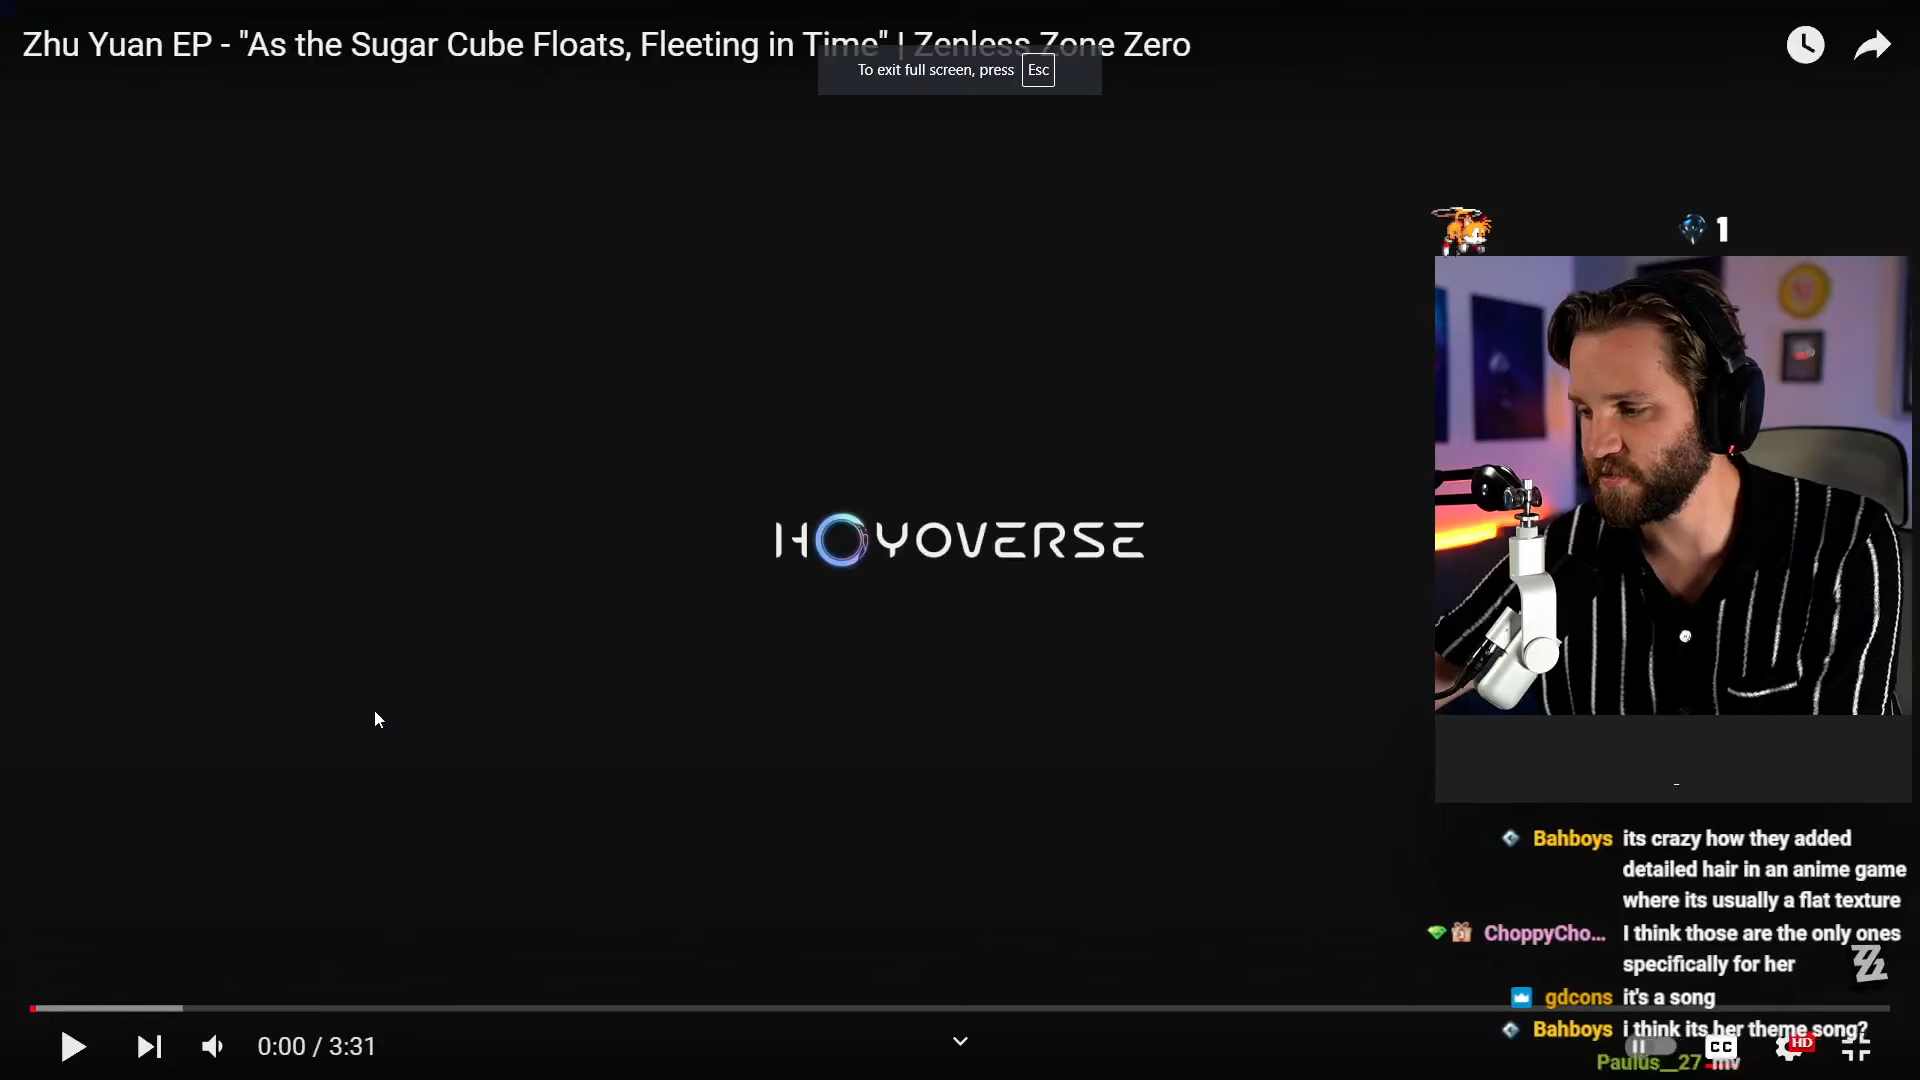 Zhu Yuan EP - "As the Sugar Cube Floats, Fleeting in Time" | Zenless Zone Zero
To exit full screen, press Esc
1
HOYOVERSE
Bahboys its crazy how they added
detailed hair in an anime game
where its usually a flat texture
ChoppyCho... I think those are the only ones
specifically for her
gdcons it's a song
Bahboys i think its her theme song?
Paulus__27 mv
0:00 / 3:31
CC
HD